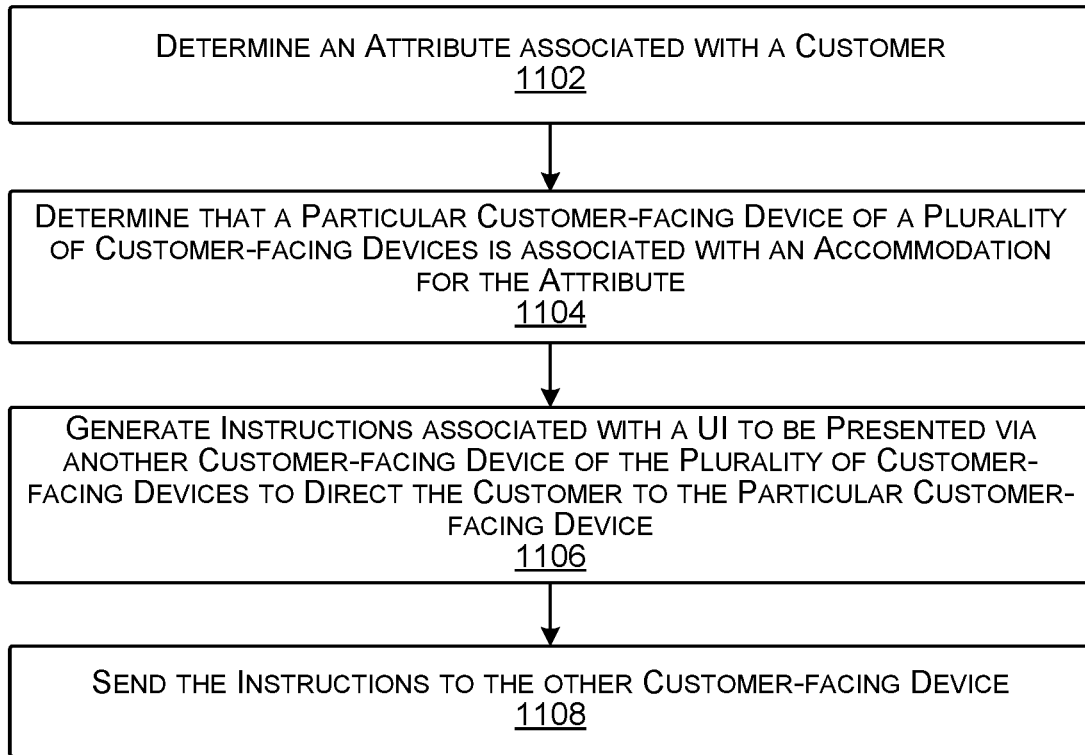 DETERMINE AN ATTRIBUTE ASSOCIATED WITH A CUSTOMER
1102
DETERMINE THAT A PARTICULAR CUSTOMER-FACING DEVICE OF A PLURALITY
OF CUSTOMER-FACING DEVICES IS ASSOCIATED WITH AN ACCOMMODATION
FOR THE ATTRIBUTE
1104
GENERATE INSTRUCTIONS ASSOCIATED WITH A UI TO BE PRESENTED VIA
ANOTHER CUSTOMER-FACING DEVICE OF THE PLURALITY OF CUSTOMER-
FACING DEVICES TO DIRECT THE CUSTOMER TO THE PARTICULAR CUSTOMER-
FACING DEVICE
1106
SEND THE INSTRUCTIONS TO THE OTHER CUSTOMER-FACING DEVICE
1108